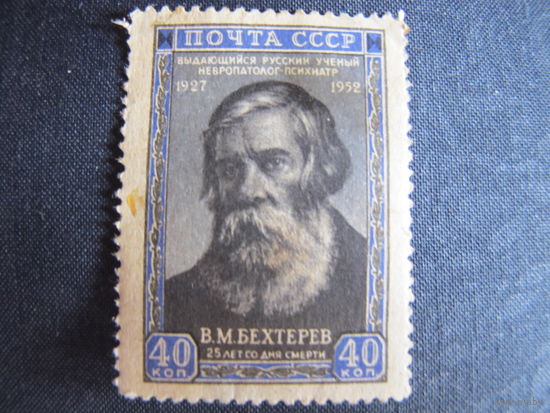 ПОЧТА СССР
ВЫДАЮЩИЙСЯ РУССКИЙ УЧЕНЫЙ
НЕВРОПАТОЛОГ-ПСИХИАТР
1927 1952
В.М.БЕХТЕРЕВ
25 ЛЕТ СО ДНЯ СМЕРТИ
40 КОП
40 КОП